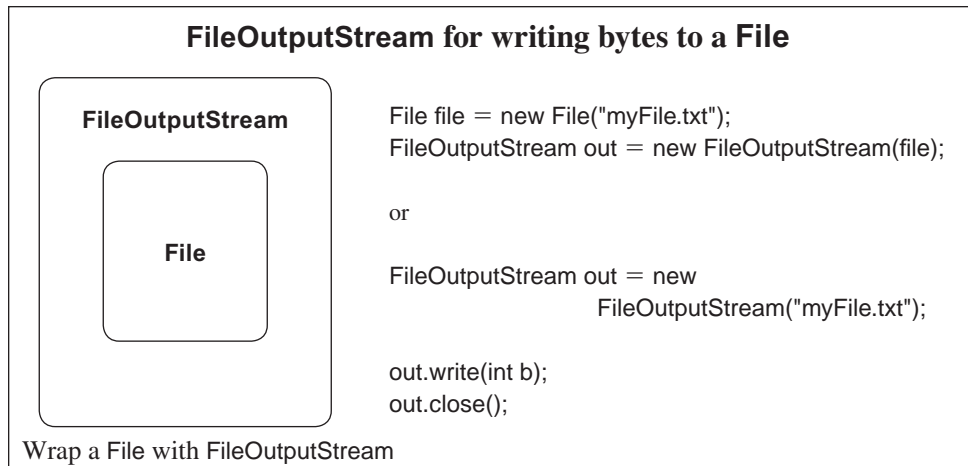 FileOutputStream for writing bytes to a File
FileOutputStream
File
File file = new File("myFile.txt");
FileOutputStream out = new FileOutputStream(file);
or
FileOutputStream out = new
FileOutputStream("myFile.txt");
out.write(int b);
out.close();
Wrap a File with FileOutputStream